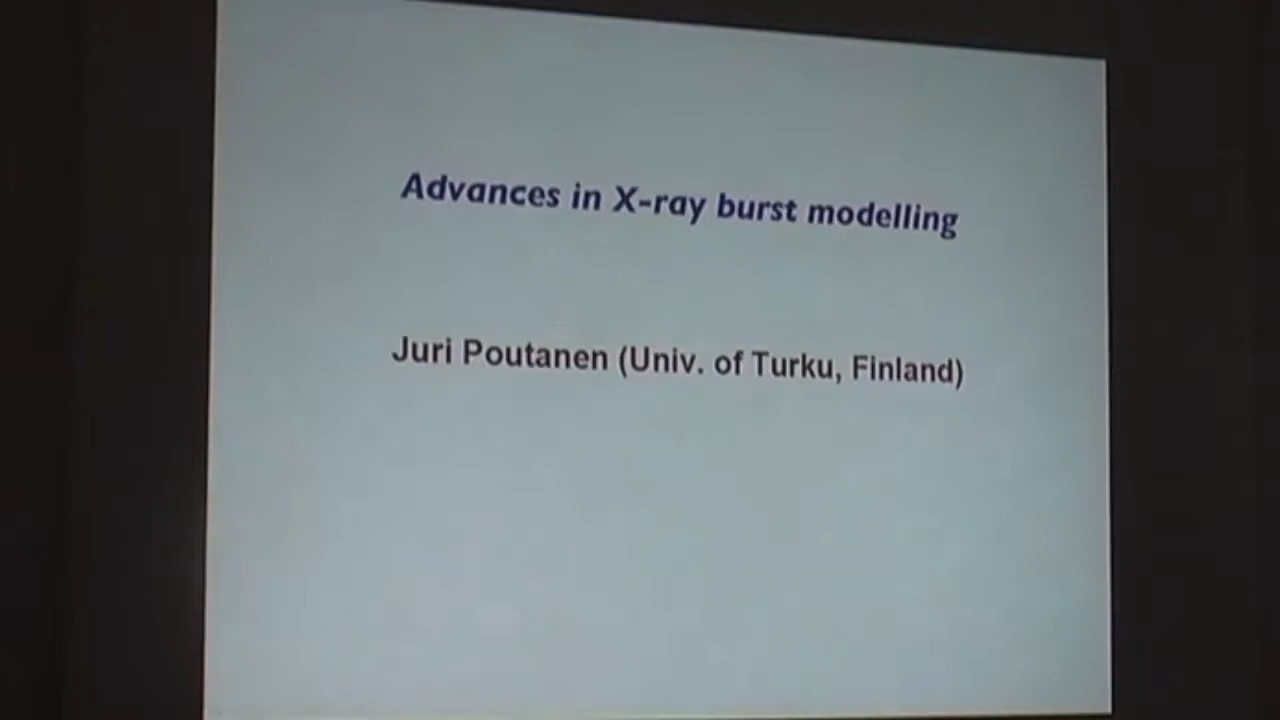 Advances in X-ray burst modelling
Juri Poutanen (Univ. of Turku, Finland)